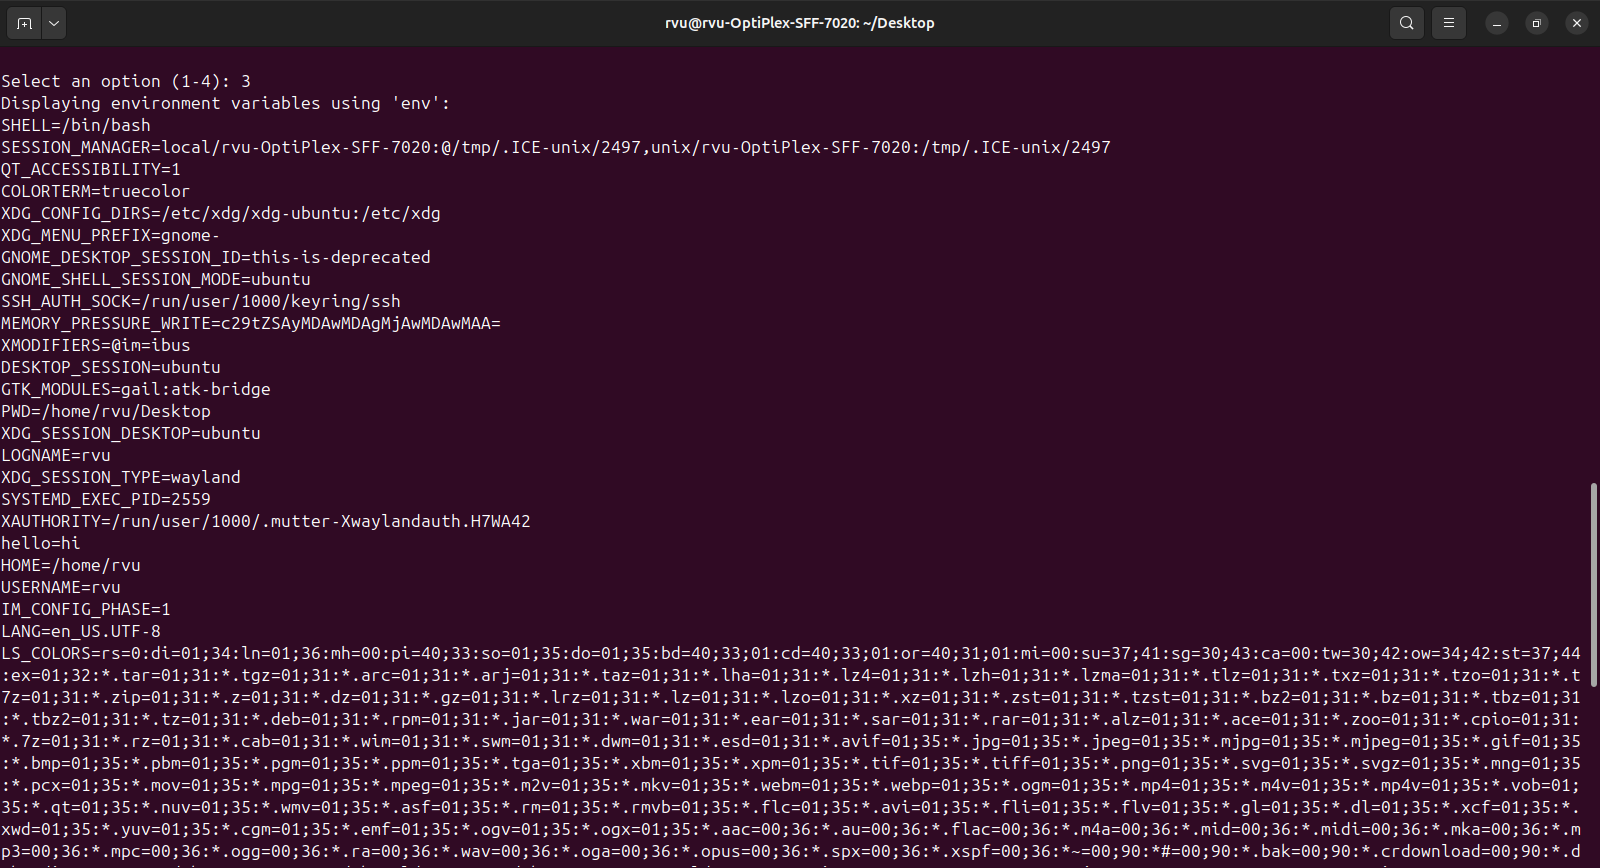 rvu@rvu-OptiPlex-SFF-7020: ~/Desktop
Select an option (1-4): 3
Displaying environment variables using 'env':
SHELL=/bin/bash
SESSION_MANAGER=local/rvu-OptiPlex-SFF-7020:@/tmp/.ICE-unix/2497,unix/rvu-OptiPlex-SFF-7020:/tmp/.ICE-unix/2497
QT_ACCESSIBILITY=1
COLORTERM=truecolor
XDG_CONFIG_DIRS=/etc/xdg/xdg-ubuntu:/etc/xdg
XDG_MENU_PREFIX=gnome-
GNOME_DESKTOP_SESSION_ID=this-is-deprecated
GNOME_SHELL_SESSION_MODE=ubuntu
SSH_AUTH_SOCK=/run/user/1000/keyring/ssh
MEMORY_PRESSURE_WRITE=c29tZSAyMDAwMDAgMjAwMDAwMAA=
XMODIFIERS=@im=ibus
DESKTOP_SESSION=ubuntu
GTK_MODULES=gail:atk-bridge
PWD=/home/rvu/Desktop
XDG_SESSION_DESKTOP=ubuntu
LOGNAME=rvu
XDG_SESSION_TYPE=wayland
SYSTEMD_EXEC_PID=2559
XAUTHORITY=/run/user/1000/.mutter-Xwaylandauth.H7WA42
hello=hi
HOME=/home/rvu
USERNAME=rvu
IM_CONFIG_PHASE=1
LANG=en_US.UTF-8
LS_COLORS=rs=0:di=01;34:ln=01;36:mh=00:pi=40;33:so=01;35:do=01;35:bd=40;33;01:cd=40;33;01:or=40;31;01:mi=00:su=37;41:sg=30;43:ca=00:tw=30;42:ow=34;42:st=37;44
:ex=01;32:*.tar=01;31:*.tgz=01;31:*.arc=01;31:*.arj=01;31:*.taz=01;31:*.lha=01;31:*.lz4=01;31:*.lzh=01;31:*.lzma=01;31:*.tlz=01;31:*.txz=01;31:*.tzo=01;31:*.t
7z=01;31:*.zip=01;31:*.z=01;31:*.dz=01;31:*.gz=01;31:*.lrz=01;31:*.lz=01;31:*.lzo=01;31:*.xz=01;31:*.zst=01;31:*.tzst=01;31:*.bz2=01;31:*.bz=01;31:*.tbz=01;31
:*.tbz2=01;31:*.tz=01;31:*.deb=01;31:*.rpm=01;31:*.jar=01;31:*.war=01;31:*.ear=01;31:*.sar=01;31:*.rar=01;31:*.alz=01;31:*.ace=01;31:*.zoo=01;31:*.cpio=01;31:
*.7z=01;31:*.rz=01;31:*.cab=01;31:*.wim=01;31:*.swm=01;31:*.dwm=01;31:*.esd=01;31:*.avif=01;35:*.jpg=01;35:*.jpeg=01;35:*.mjpg=01;35:*.mjpeg=01;35:*.gif=01;35
:*.bmp=01;35:*.pbm=01;35:*.pgm=01;35:*.ppm=01;35:*.tga=01;35:*.xbm=01;35:*.xpm=01;35:*.tif=01;35:*.tiff=01;35:*.png=01;35:*.svg=01;35:*.svgz=01;35:*.mng=01;35
:*.pcx=01;35:*.mov=01;35:*.mpg=01;35:*.mpeg=01;35:*.m2v=01;35:*.mkv=01;35:*.webm=01;35:*.webp=01;35:*.ogm=01;35:*.mp4=01;35:*.m4v=01;35:*.mp4v=01;35:*.vob=01;
35:*.qt=01;35:*.nuv=01;35:*.wmv=01;35:*.asf=01;35:*.rm=01;35:*.rmvb=01;35:*.flc=01;35:*.avi=01;35:*.fli=01;35:*.flv=01;35:*.gl=01;35:*.dl=01;35:*.xcf=01;35:*.
xwd=01;35:*.yuv=01;35:*.cgm=01;35:*.emf=01;35:*.ogv=01;35:*.ogx=01;35:*.aac=00;36:*.au=00;36:*.flac=00;36:*.m4a=00;36:*.mid=00;36:*.midi=00;36:*.mka=00;36:*.m
p3=00;36:*.mpc=00;36:*.ogg=00;36:*.ra=00;36:*.wav=00;36:*.oga=00;36:*.opus=00;36:*.spx=00;36:*.xspf=00;36:*~=00;90:*#=00;90:*.bak=00;90:*.crdownload=00;90:*.d